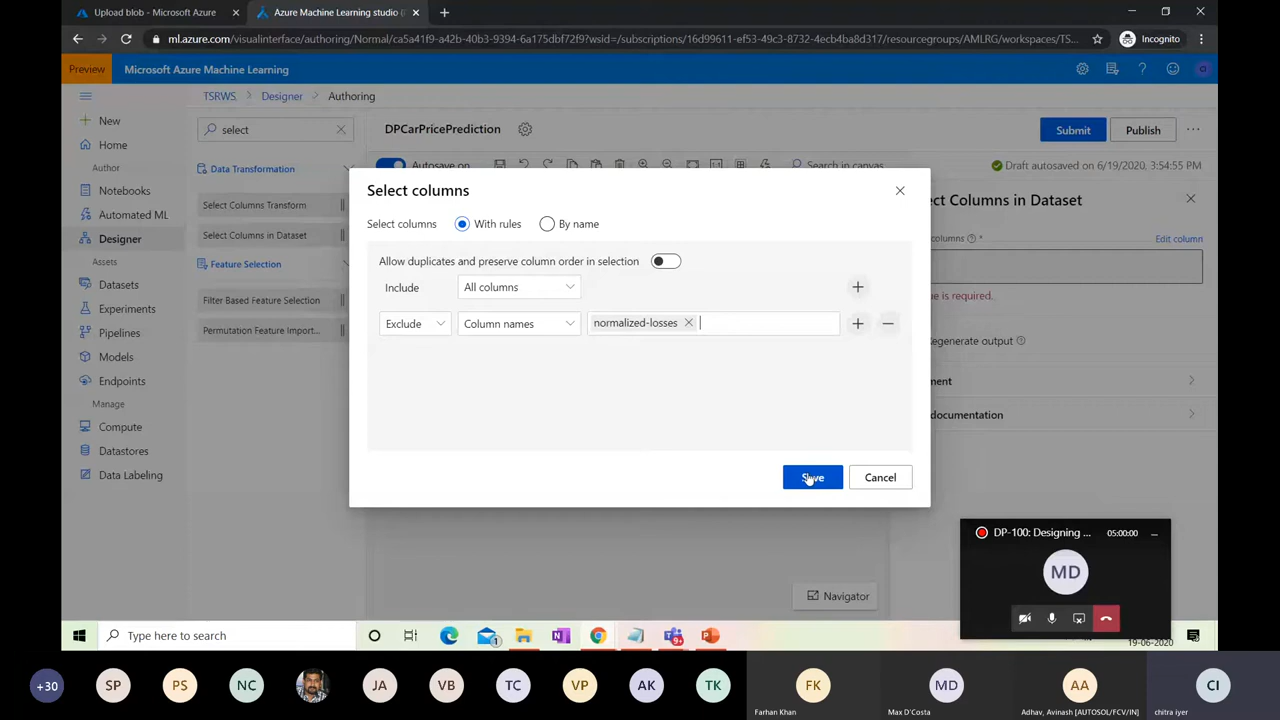 Upload blob - Microsoft Azure
Azure Machine Learning studio (
ml.azure.com/visualinterface/authoring/Normal/ca5a41f9-a42b-40b3-9394-6a175dbf72f9?wsid=/subscriptions/16d99611-ef53-49c3-8732-4ecb4ba8d317/resourcegroups/AMLRG/workspaces/TS...
Incognito
Preview
Microsoft Azure Machine Learning
CI
TSRWS
Designer
Authoring
New
Home
Author
Notebooks
Automated ML
Designer
Assets
Datasets
Experiments
Pipelines
Models
Endpoints
Manage
Compute
Datastores
Data Labeling
select
Data Transformation
Select Columns Transform
Select Columns in Dataset
Feature Selection
Filter Based Feature Selection
Permutation Feature Import...
DPCarPricePrediction
Submit
Publish
Autosave on
Search in canvas
Draft autosaved on 6/19/2020, 3:54:55 PM
Select columns
Select columns
With rules
By name
Allow duplicates and preserve column order in selection
Include
All columns
Exclude
Column names
normalized-losses
Save
Cancel
ect Columns in Dataset
columns
*
Edit column
ue is required.
Regenerate output
ment
documentation
Navigator
DP-100: Designing ...
05:00:00
MD
Type here to search
1
9+
19-06-2020
+30
SP
PS
NC
JA
VB
TC
VP
AK
TK
FK
Farhan Khan
MD
Max D'Costa
AA
Adhav, Avinash [AUTOSOL/FCV/IN]
CI
chitra iyer